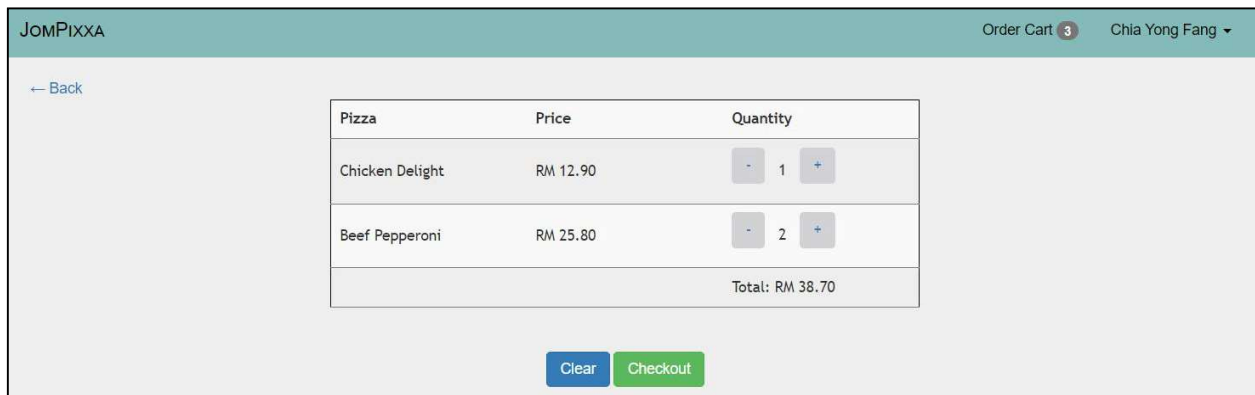 JOMPIXXA Order Cart 3 Chia Yong Fang
← Back
Pizza Price Quantity
Chicken Delight RM 12.90 - 1 +
Beef Pepperoni RM 25.80 - 2 +
Total: RM 38.70
Clear Checkout